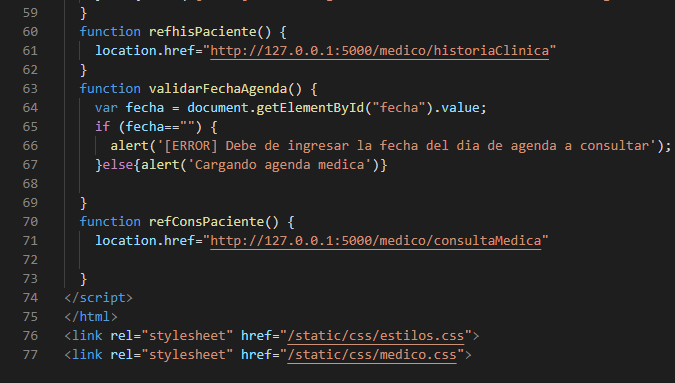 59 }
60 function refhisPaciente() {
61 location.href="http://127.0.0.1:5000/medico/historiaClinica"
62 }
63 function validarFechaAgenda() {
64 var fecha = document.getElementById("fecha").value;
65 if (fecha=="") {
66 alert('[ERROR] Debe de ingresar la fecha del dia de agenda a consultar');
67 }else{alert('Cargando agenda medica')}
68
69 }
70 function refConsPaciente() {
71 location.href="http://127.0.0.1:5000/medico/consultaMedica"
72
73 }
74 </script>
75 </html>
76 <link rel="stylesheet" href="/static/css/estilos.css">
77 <link rel="stylesheet" href="/static/css/medico.css">